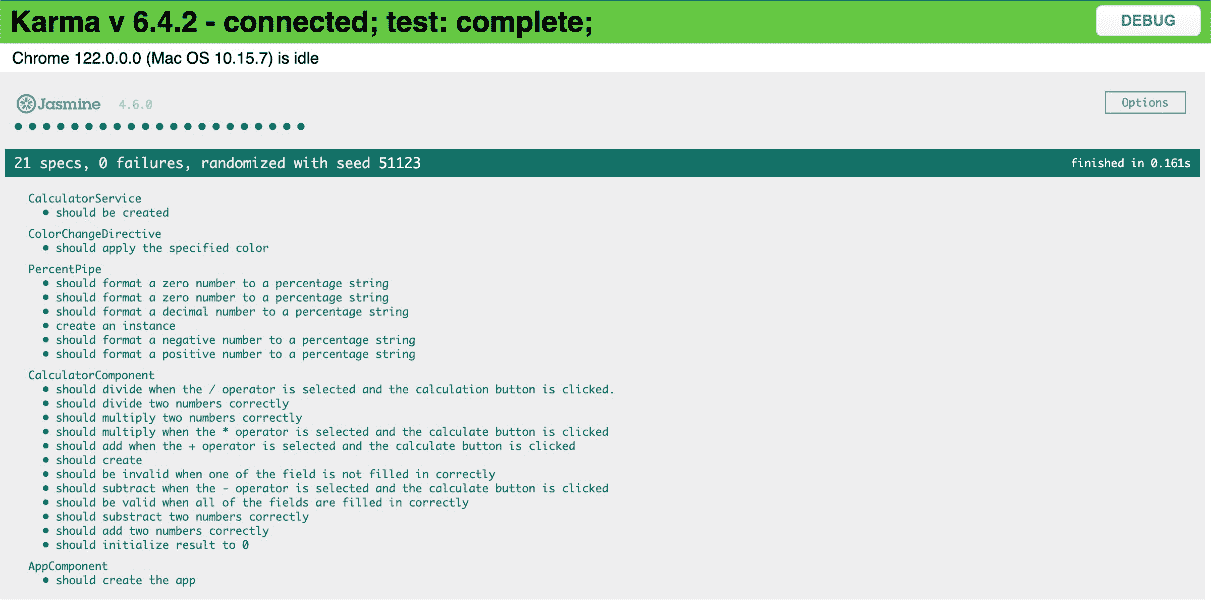 Karma v 6.4.2 - connected; test: complete;
DEBUG
Chrome 122.0.0.0 (Mac OS 10.15.7) is idle
Jasmine 4.6.0
Options
21 specs, 0 failures, randomized with seed 51123
finished in 0.161s
CalculatorService
• should be created
ColorChangeDirective
• should apply the specified color
PercentPipe
• should format a zero number to a percentage string
• should format a zero number to a percentage string
• should format a decimal number to a percentage string
• create an instance
• should format a negative number to a percentage string
• should format a positive number to a percentage string
CalculatorComponent
• should divide when the / operator is selected and the calculation button is clicked.
• should divide two numbers correctly
• should multiply two numbers correctly
• should multiply when the * operator is selected and the calculate button is clicked
• should add when the + operator is selected and the calculate button is clicked
• should create
• should be invalid when one of the field is not filled in correctly
• should subtract when the - operator is selected and the calculate button is clicked
• should be valid when all of the fields are filled in correctly
• should substract two numbers correctly
• should add two numbers correctly
• should initialize result to 0
AppComponent
• should create the app